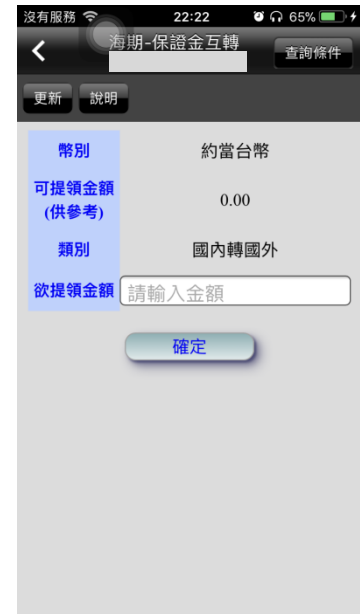 沒有服務 22:22 65%
海期-保證金互轉
查詢條件
更新 說明
幣別 約當台幣
可提領金額
(供參考) 0.00
類別 國內轉國外
欲提領金額 請輸入金額
確定